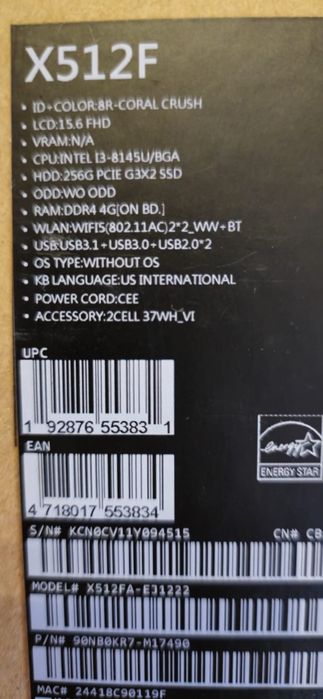 X512F
• ID+COLOR:8R-CORAL CRUSH
• LCD:15.6 FHD
• VRAM:N/A
• CPU:INTEL I3-8145U/BGA
• HDD:256G PCIE G3X2 SSD
• ODD:WO ODD
• RAM:DDR4 4G[ON BD.]
• WLAN:WIFI5(802.11AC)2*2_WW+BT
• USB:USB3.1+USB3.0+USB2.0*2
• OS TYPE:WITHOUT OS
• KB LANGUAGE:US INTERNATIONAL
• POWER CORD:CEE
• ACCESSORY:2CELL 37WH_VI
UPC
1 92876 55383 1
EAN
4 718017 553834
energy
ENERGY STAR
S/N# KCN0CV11Y094515 CN# CB
MODEL# X512FA-EJ1222
P/N# 90NB0KR7-M17490
MAC# 24418C90119F